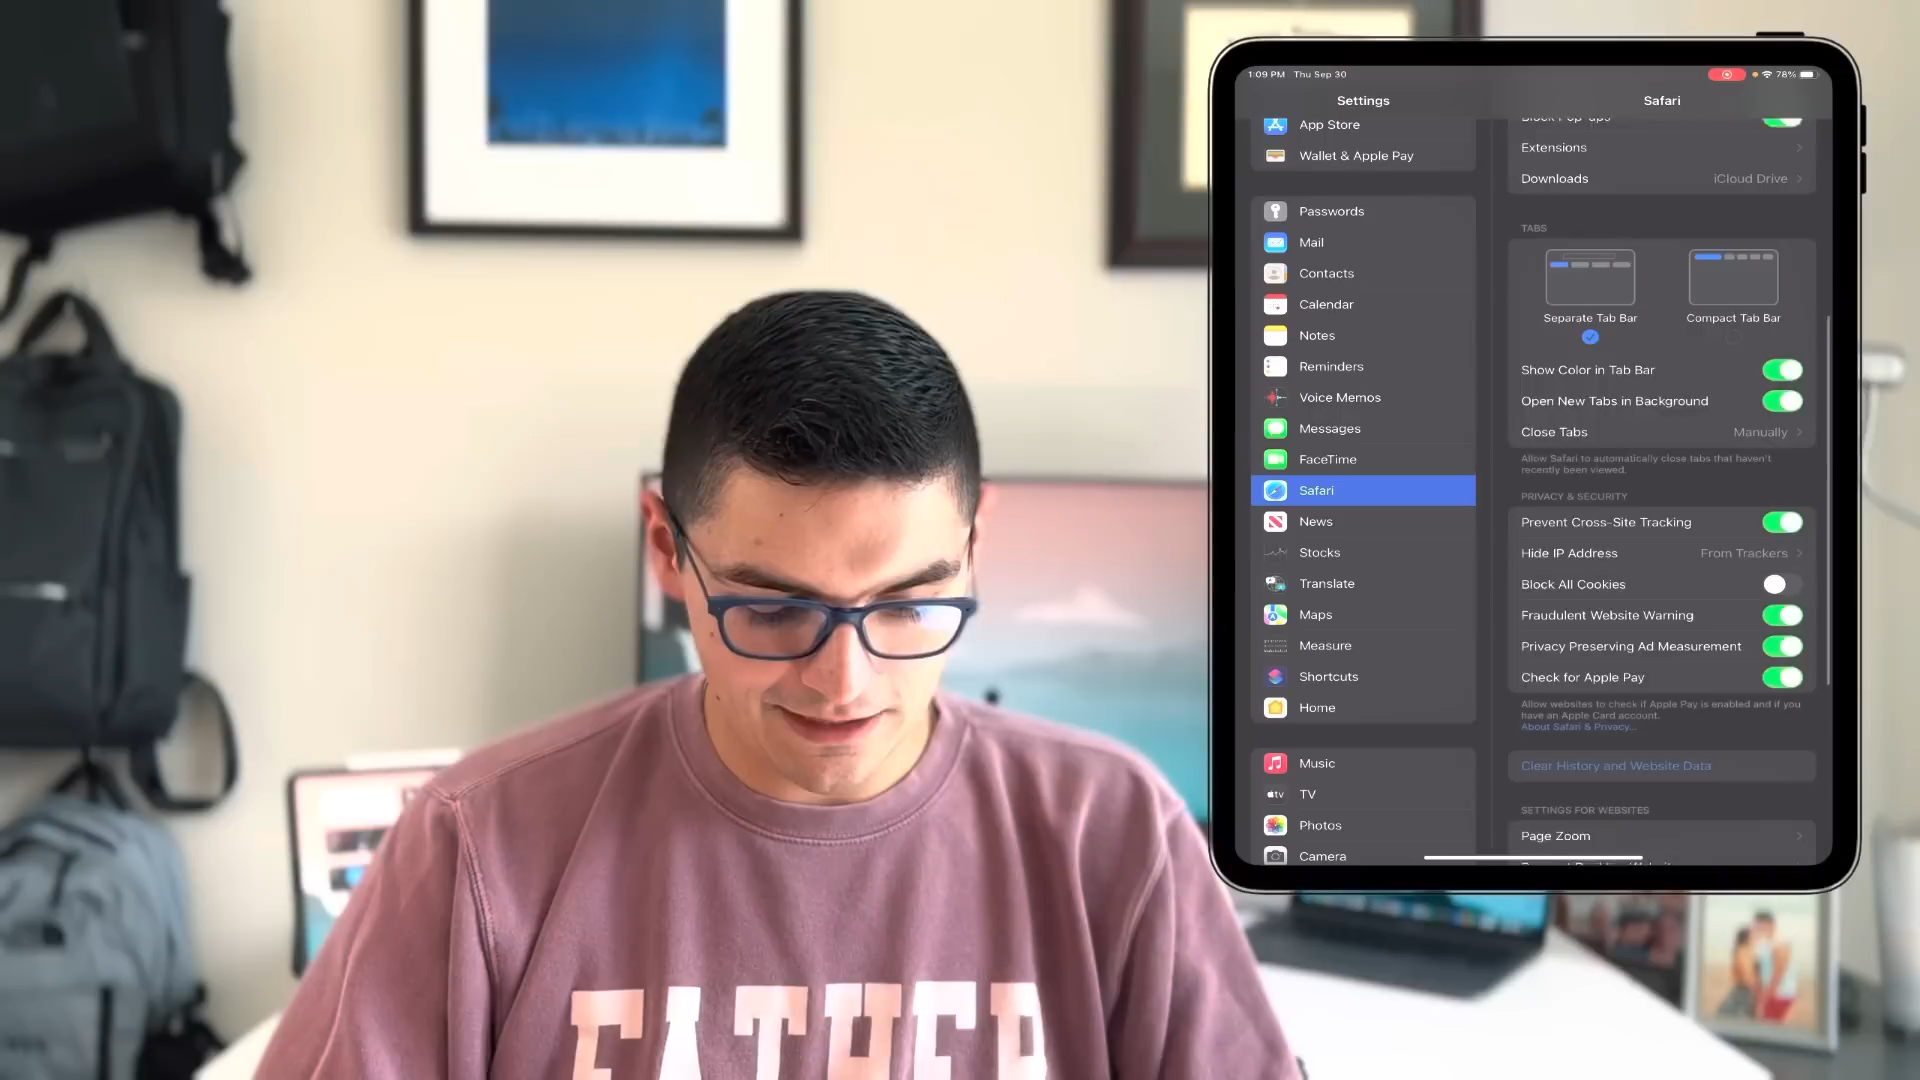 1:09 PM Thu Sep 30
78%
Settings
Safari
App Store
Wallet & Apple Pay
Passwords
Mail
Contacts
Calendar
Notes
Reminders
Voice Memos
Messages
FaceTime
Safari
News
Stocks
Translate
Maps
Measure
Shortcuts
Home
Music
tv
TV
Photos
Camera
Block Pop-ups
Extensions
Downloads iCloud Drive
TABS
Separate Tab Bar
Compact Tab Bar
Show Color in Tab Bar
Open New Tabs in Background
Close Tabs Manually
Allow Safari to automatically close tabs that haven't
recently been viewed.
PRIVACY & SECURITY
Prevent Cross-Site Tracking
Hide IP Address From Trackers
Block All Cookies
Fraudulent Website Warning
Privacy Preserving Ad Measurement
Check for Apple Pay
Allow websites to check if Apple Pay is enabled and if you
have an Apple Card account.
About Safari & Privacy...
Clear History and Website Data
SETTINGS FOR WEBSITES
Page Zoom
FATHER